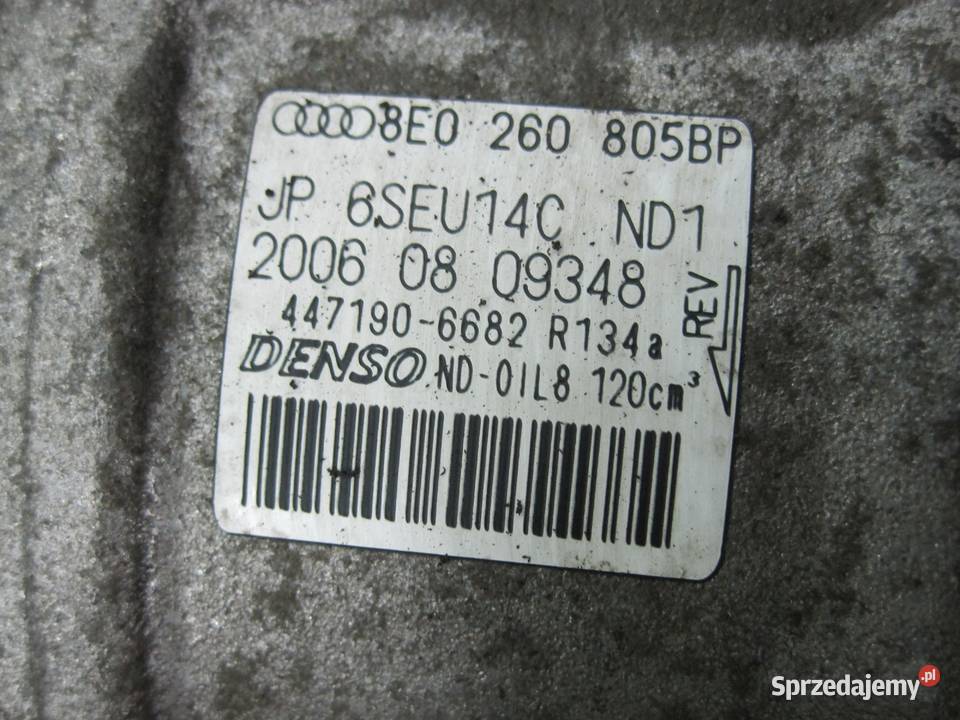 8E0 260 805BP
JP 6SEU14C ND1
2006 08 09348
447190-6682 R134a
REV
DENSO ND-OIL8 120cm³
Sprzedajemy.pl